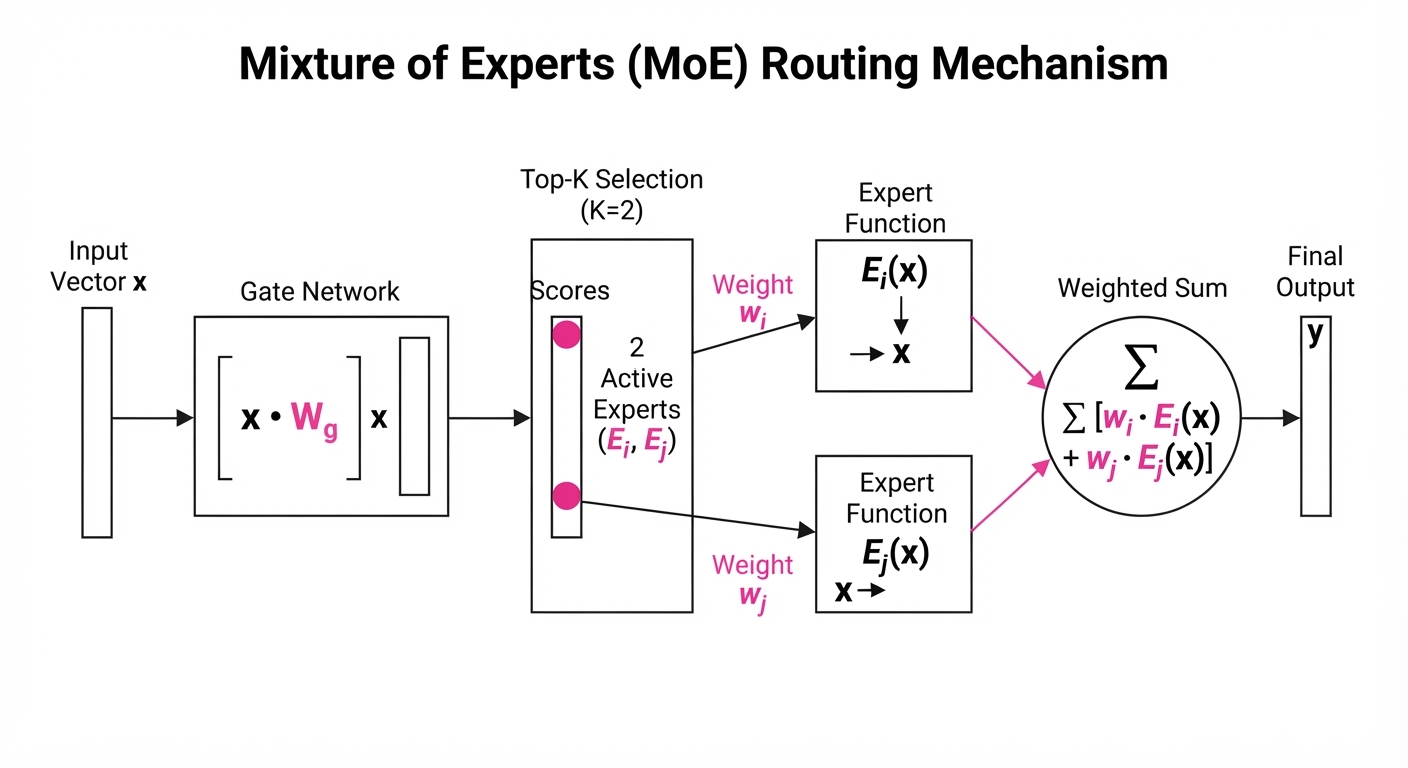 Mixture of Experts (MoE) Routing Mechanism
Input
Vector x
Gate Network
[x • Wg] x
Top-K Selection
(K=2)
Scores
2
Active
Experts
(Ei, Ej)
Weight
wi
Weight
wj
Expert
Function
Ei(x)
x
Expert
Function
Ej(x)
x
Weighted Sum
∑
∑ [wi · Ei(x)
+ wj · Ej(x)]
Final
Output
y